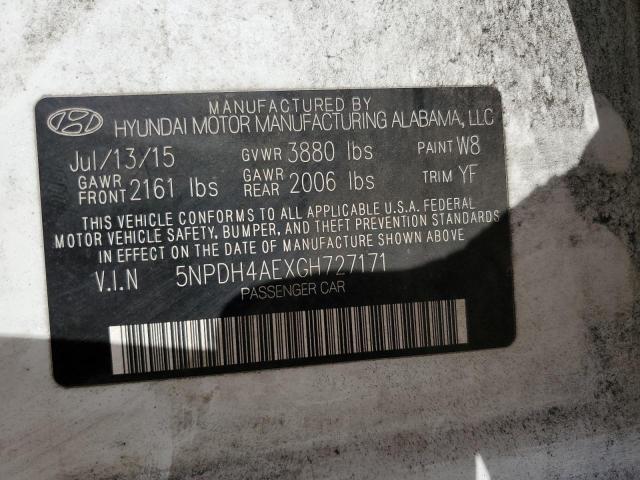 MANUFACTURED BY
HYUNDAI MOTOR MANUFACTURING ALABAMA, LLC
Jul/13/15 GVWR 3880 lbs PAINT W8
GAWR FRONT 2161 lbs GAWR REAR 2006 lbs TRIM YF
THIS VEHICLE CONFORMS TO ALL APPLICABLE U.S.A. FEDERAL
MOTOR VEHICLE SAFETY, BUMPER, AND THEFT PREVENTION STANDARDS
IN EFFECT ON THE DATE OF MANUFACTURE SHOWN ABOVE.
V.I.N 5NPDH4AEXGH727171
PASSENGER CAR